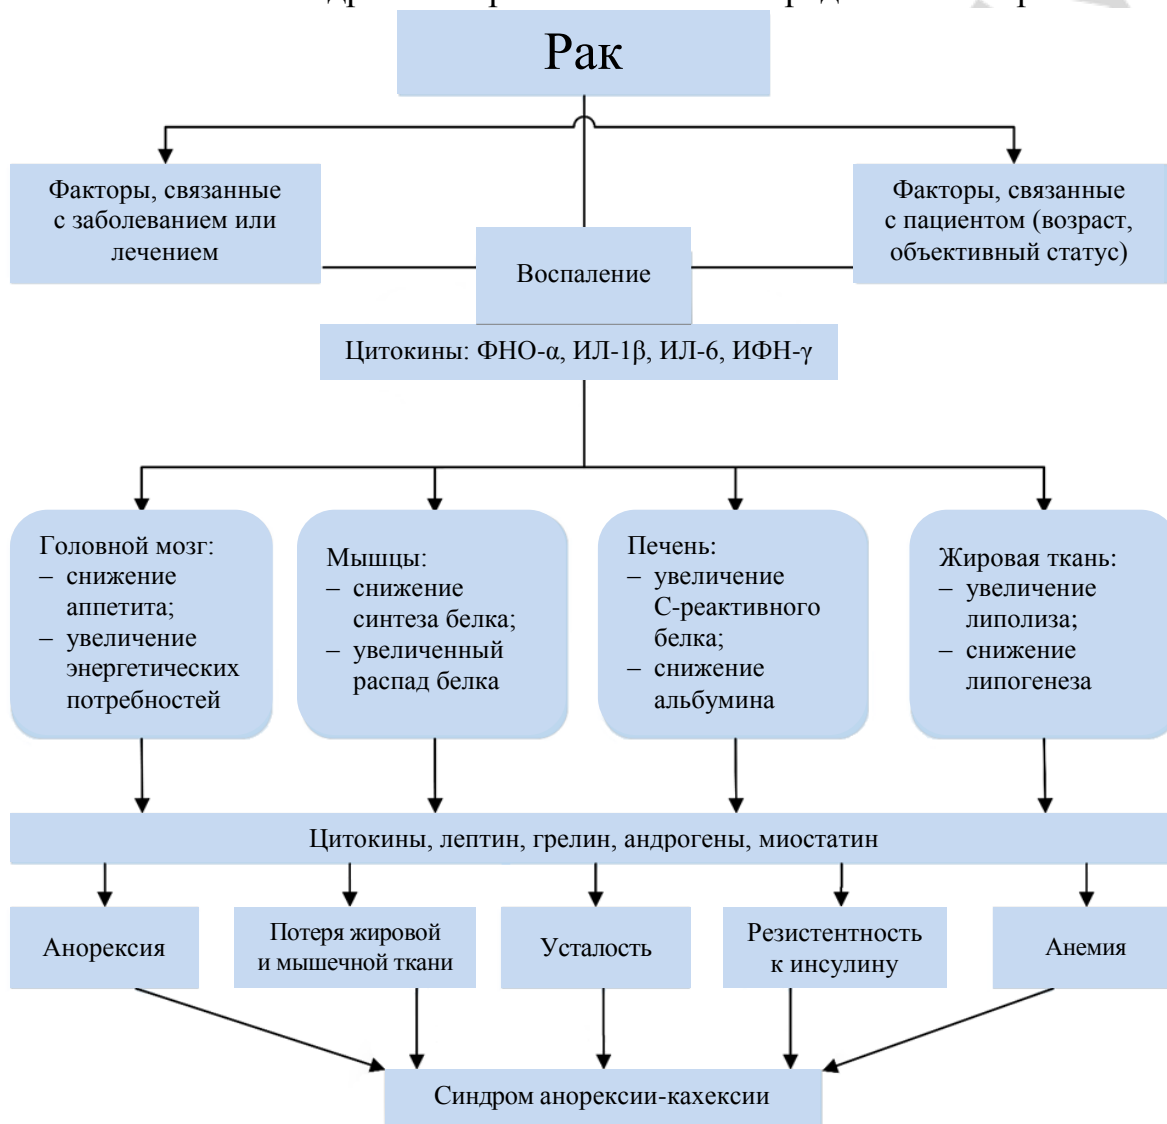 Рак
Факторы, связанные
с заболеванием или
лечением
Факторы, связанные
с пациентом (возраст,
объективный статус)
Воспаление
Цитокины: ФНО-α, ИЛ-1β, ИЛ-6, ИФН-γ
Головной мозг:
– снижение
аппетита;
– увеличение
энергетических
потребностей
Мышцы:
– снижение
синтеза белка;
– увеличенный
распад белка
Печень:
– увеличение
С-реактивного
белка;
– снижение
альбумина
Жировая ткань:
– увеличение
липолиза;
– снижение
липогенеза
Цитокины, лептин, грелин, андрогены, миостатин
Анорексия
Потеря жировой
и мышечной ткани
Усталость
Резистентность
к инсулину
Анемия
Синдром анорексии-кахексии